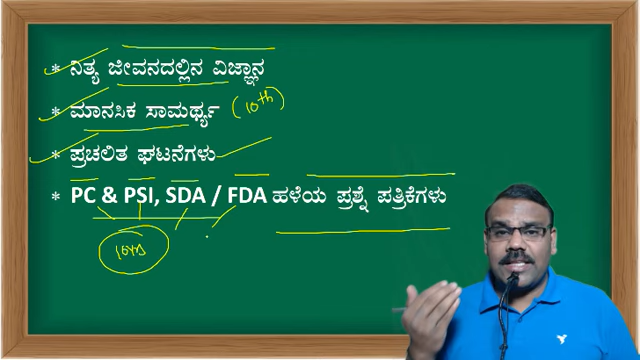 * ನಿತ್ಯ ಜೀವನದಲ್ಲಿನ ವಿಜ್ಞಾನ
* ಮಾನಸಿಕ ಸಾಮರ್ಥ್ಯ (10th)
* ಪ್ರಚಲಿತ ಘಟನೆಗಳು
* PC & PSI, SDA / FDA ಹಳೆಯ ಪ್ರಶ್ನೆ ಪತ್ರಿಕೆಗಳು